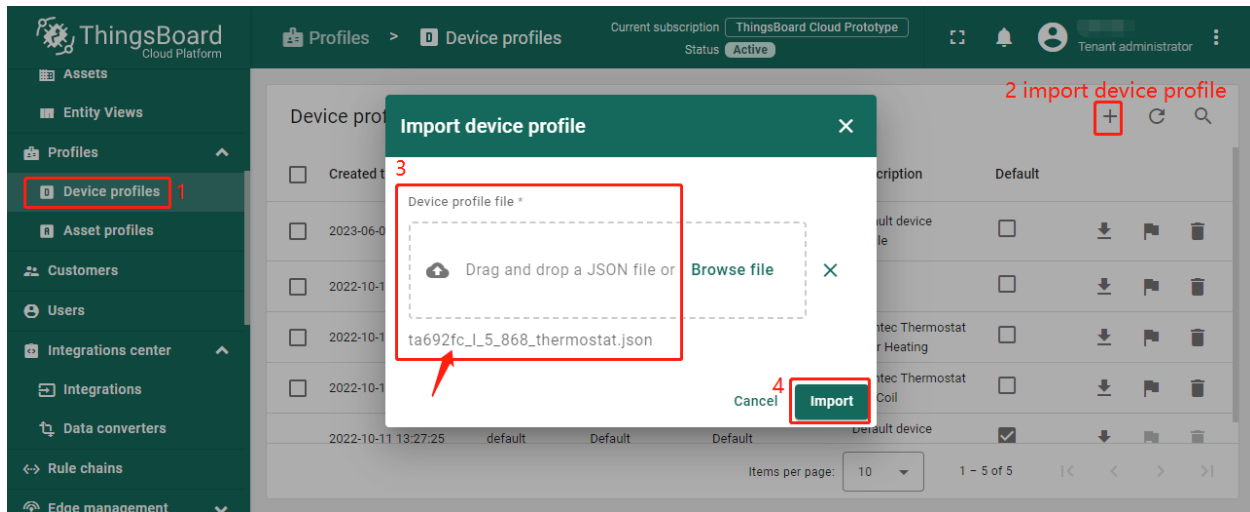 ThingsBoard
Cloud Platform
Profiles > Device profiles
Current subscription ThingsBoard Cloud Prototype
Status Active
Tenant administrator
Assets
Entity Views
Profiles
Device profiles 1
Asset profiles
Customers
Users
Integrations center
Integrations
Data converters
Rule chains
Edge management
2 import device profile
Device prof
Created t
cription
Default
2023-06-0
ault device
le
2022-10-1
2022-10-1
ntec Thermostat
r Heating
2022-10-1
ntec Thermostat
Coil
2022-10-11 13:27:25 default Default Default Default device
Items per page: 10 1 – 5 of 5
Import device profile
3
Device profile file *
Drag and drop a JSON file or Browse file
ta692fc_l_5_868_thermostat.json
4
Cancel Import